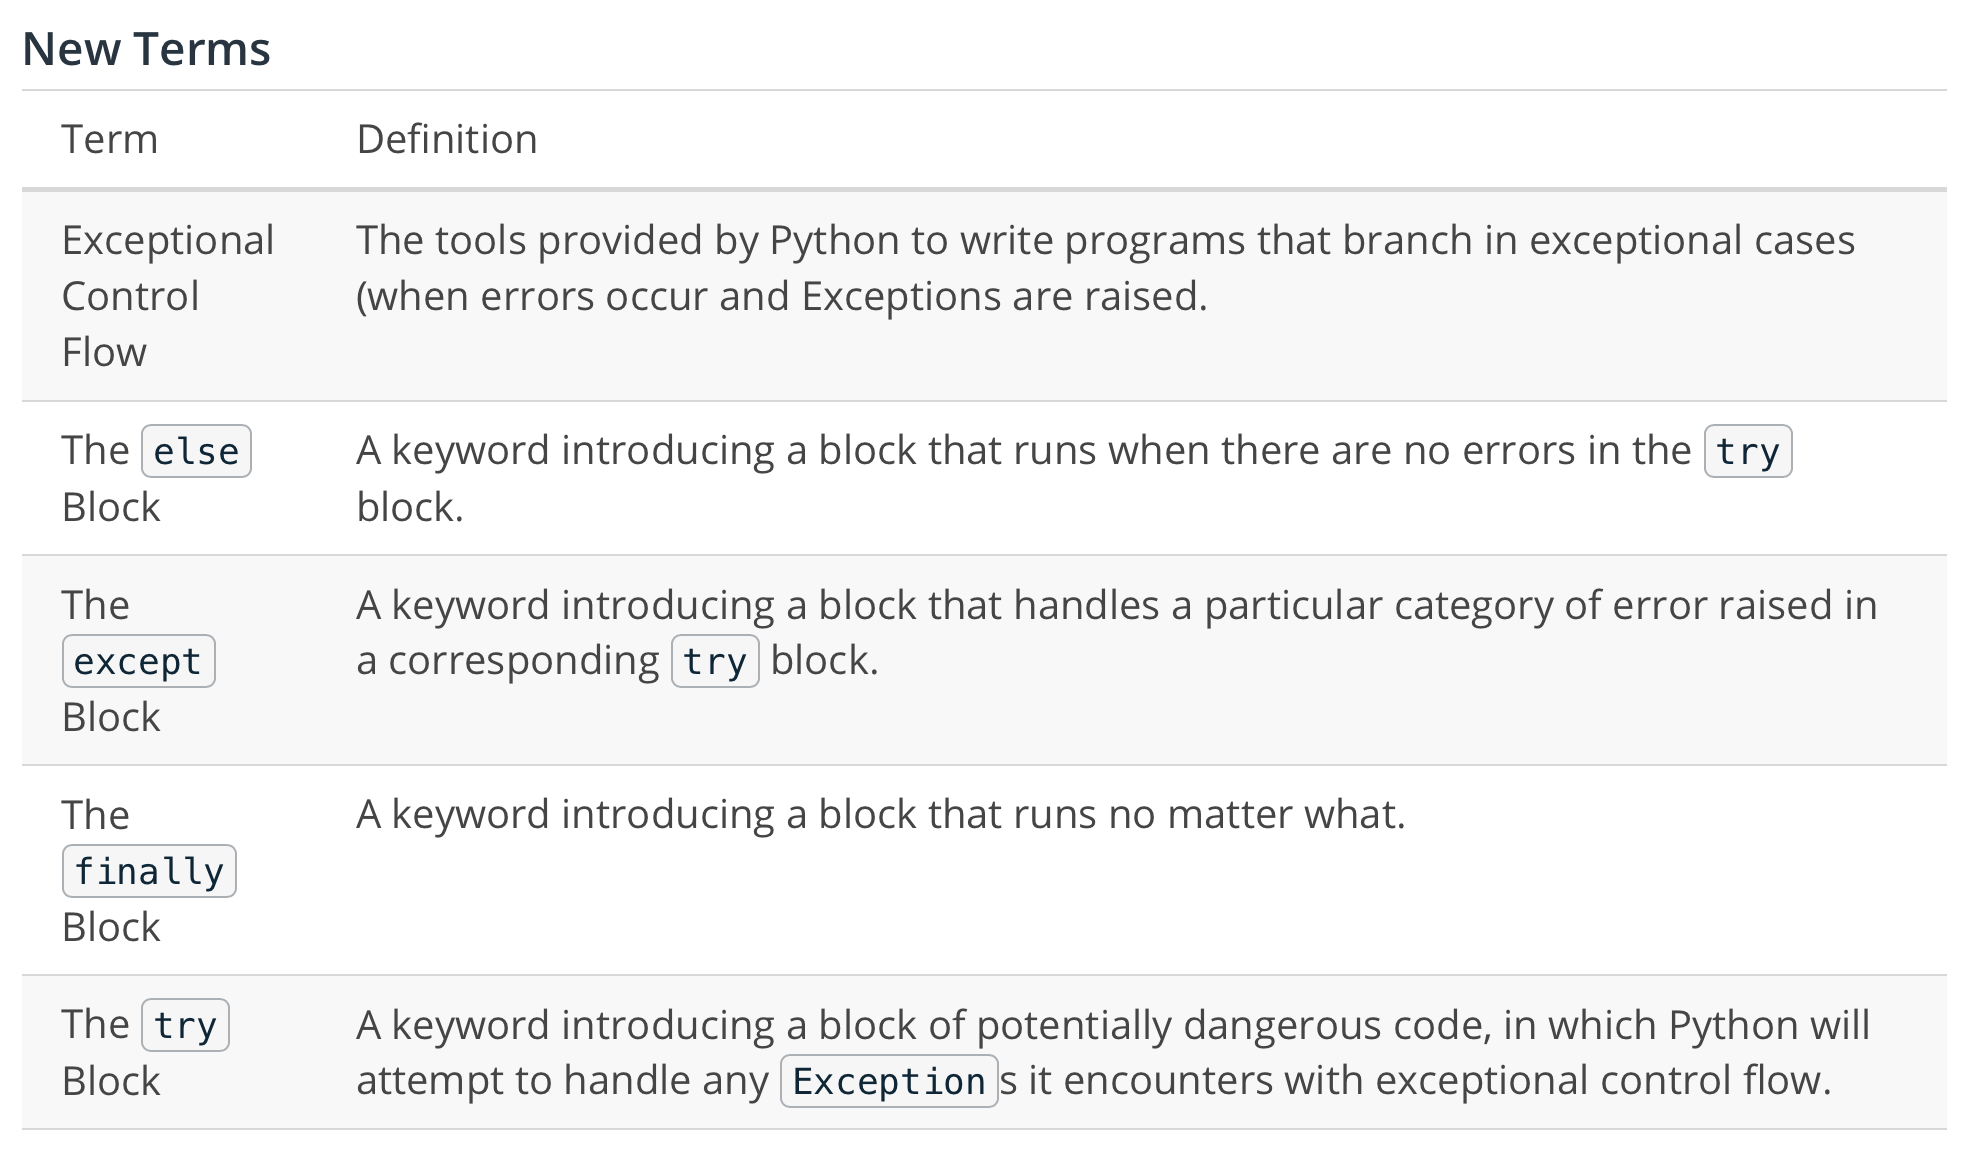 New Terms
Term Definition
Exceptional Control Flow
The tools provided by Python to write programs that branch in exceptional cases
(when errors occur and Exceptions are raised.
The else Block
A keyword introducing a block that runs when there are no errors in the try
block.
The except Block
A keyword introducing a block that handles a particular category of error raised in
a corresponding try block.
The finally Block
A keyword introducing a block that runs no matter what.
The try Block
A keyword introducing a block of potentially dangerous code, in which Python will
attempt to handle any Exceptions it encounters with exceptional control flow.